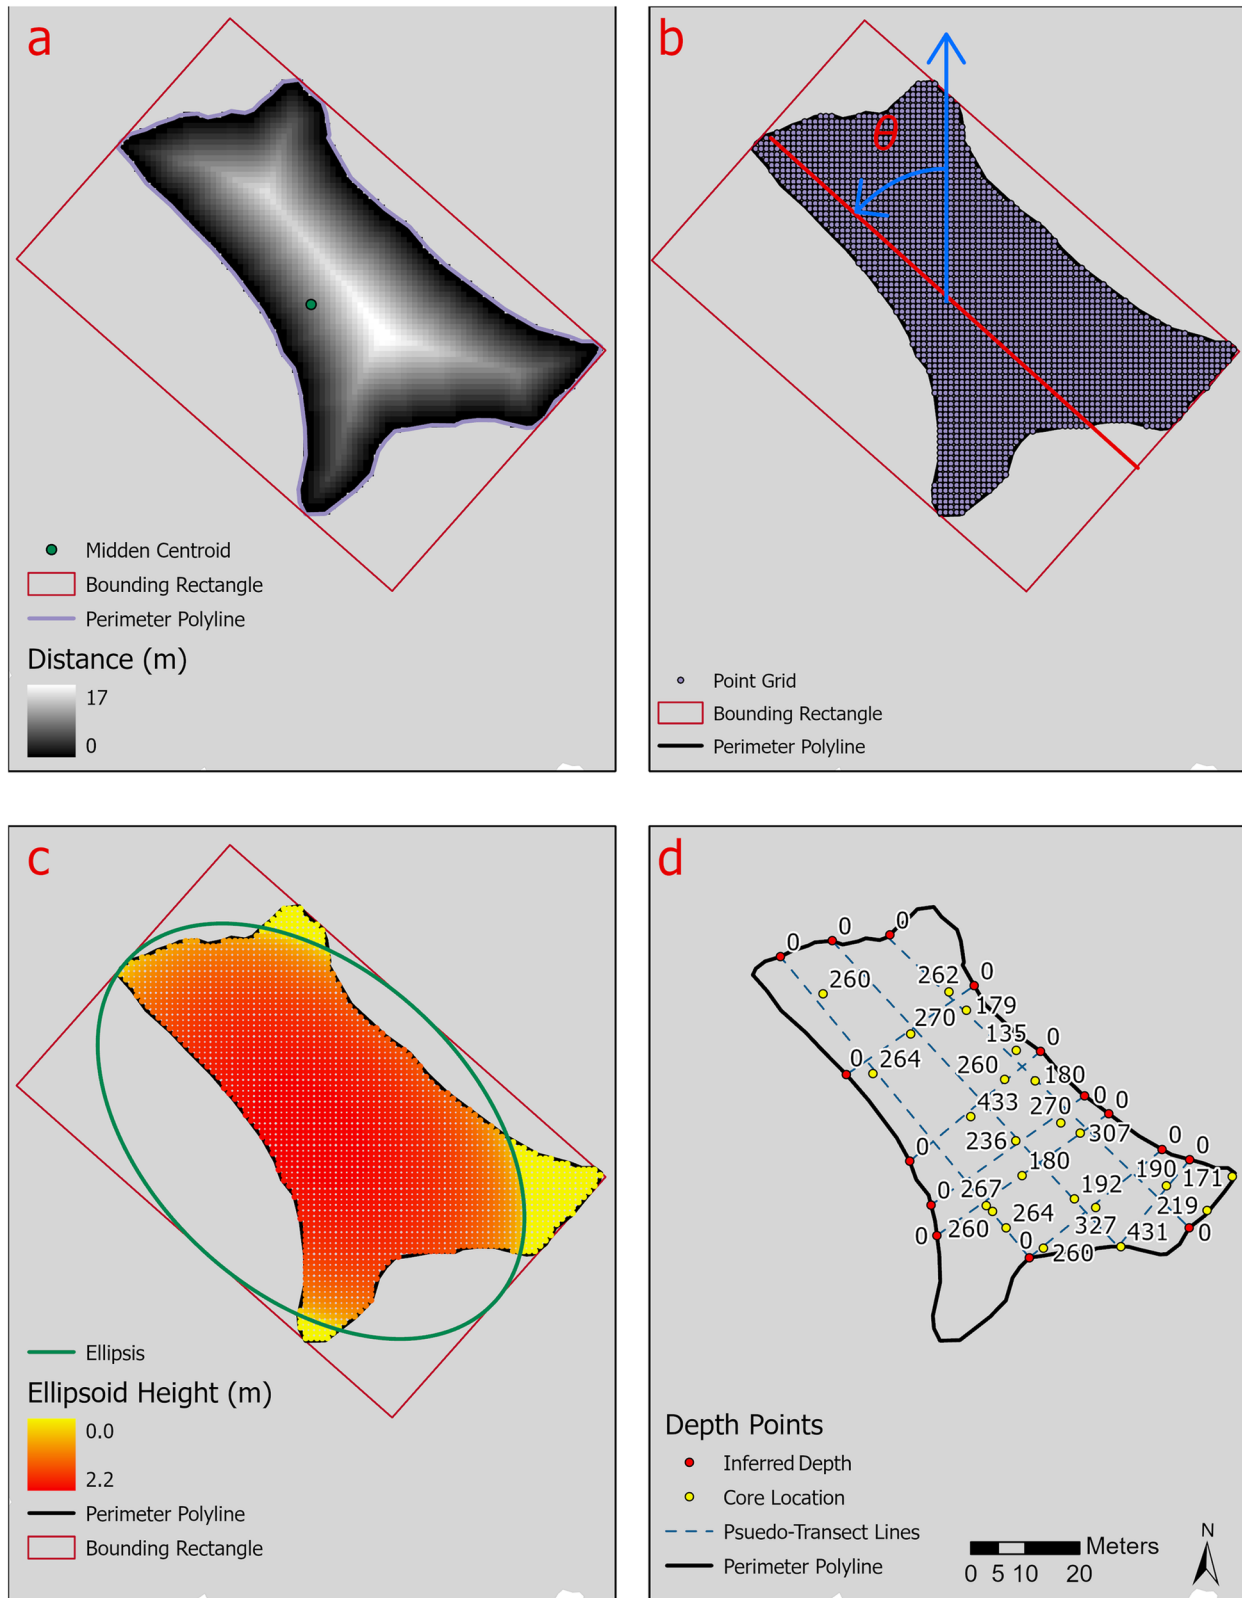 a
Midden Centroid
Bounding Rectangle
Perimeter Polyline
Distance (m)
17
0
b
θ
Point Grid
Bounding Rectangle
Perimeter Polyline
c
Ellipsis
Ellipsoid Height (m)
0.0
2.2
Perimeter Polyline
Bounding Rectangle
d
0
0
0
260
262
0
179
270
135
0
0
264
260
180
433
270
0
0
236
307
0
0
0
180
190
171
0
267
192
219
0
260
264
327
431
0
0
260
Depth Points
Inferred Depth
Core Location
Psuedo-Transect Lines
Perimeter Polyline
Meters
0 5 10 20
N